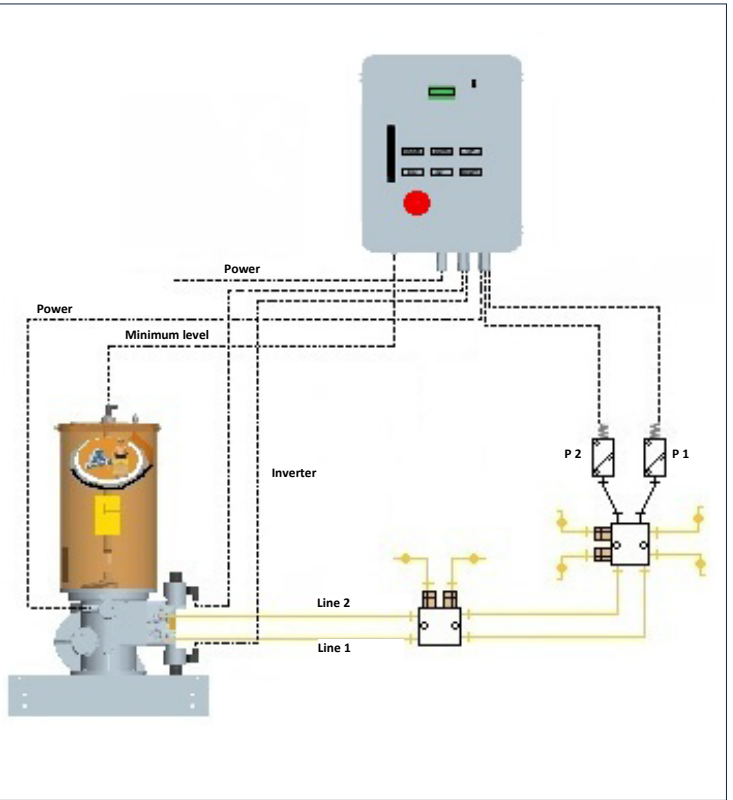 Power
Power
Minimum level
P 2
P 1
Inverter
Line 2
Line 1